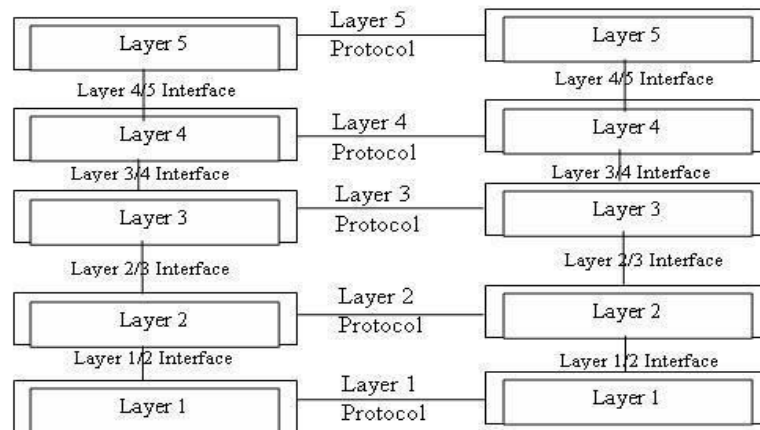 Layer 5
Layer 5
Protocol
Layer 5
Layer 4/5 Interface
Layer 4/5 Interface
Layer 4
Layer 4
Protocol
Layer 4
Layer 3/4 Interface
Layer 3/4 Interface
Layer 3
Layer 3
Protocol
Layer 3
Layer 2/3 Interface
Layer 2/3 Interface
Layer 2
Layer 2
Protocol
Layer 2
Layer 1/2 Interface
Layer 1/2 Interface
Layer 1
Layer 1
Protocol
Layer 1